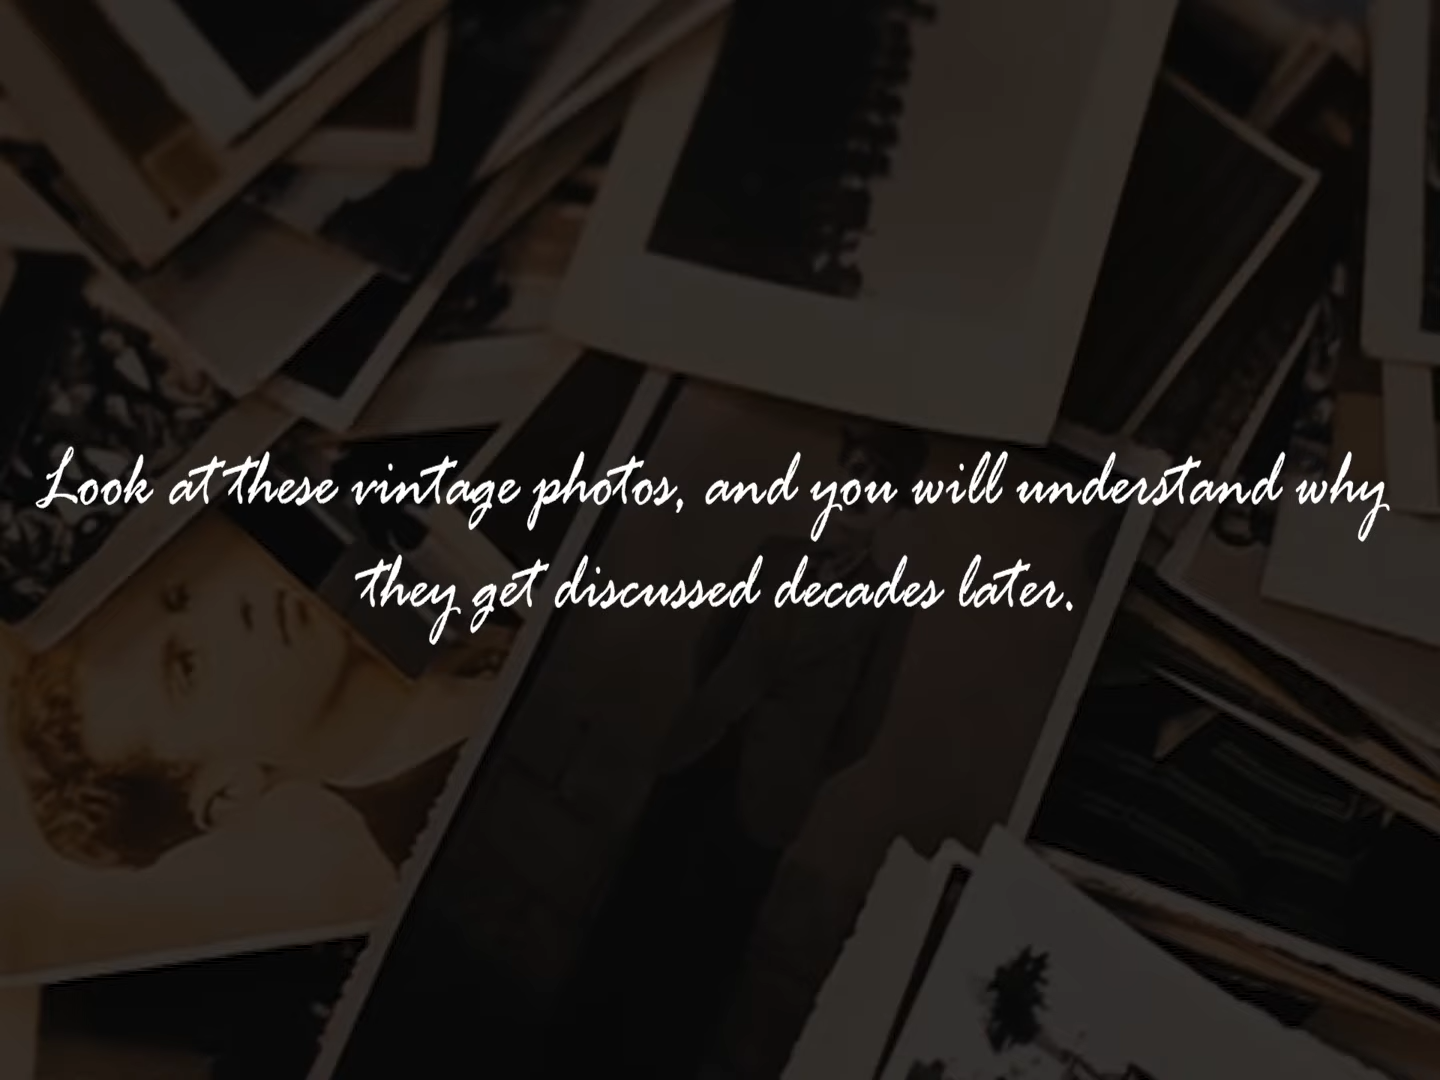 Look at these vintage photos, and you will understand why
they get discussed decades later.